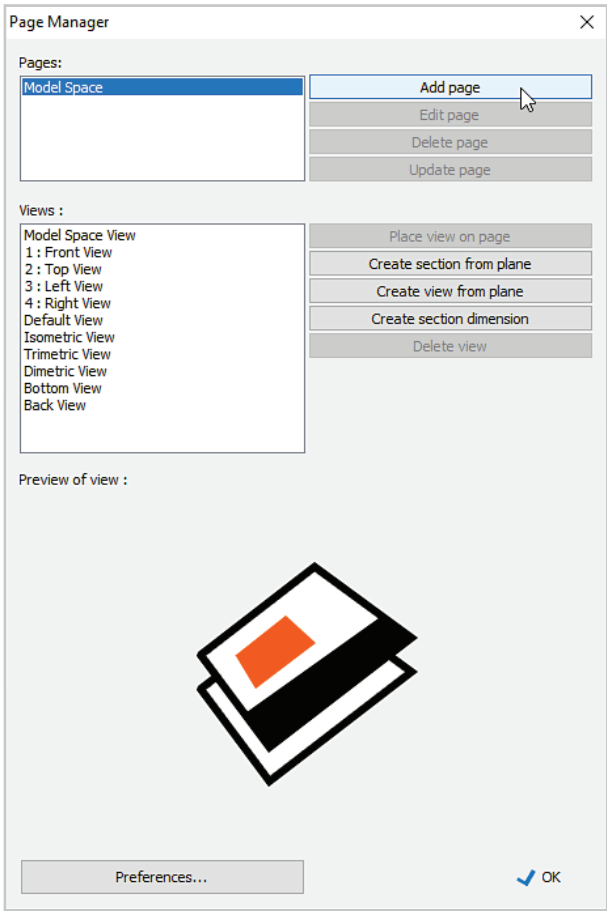 Page Manager
Pages:
Model Space
Add page
Edit page
Delete page
Update page
Views :
Model Space View
1 : Front View
2 : Top View
3 : Left View
4 : Right View
Default View
Isometric View
Trimetric View
Dimetric View
Bottom View
Back View
Place view on page
Create section from plane
Create view from plane
Create section dimension
Delete view
Preview of view :
Preferences...
OK